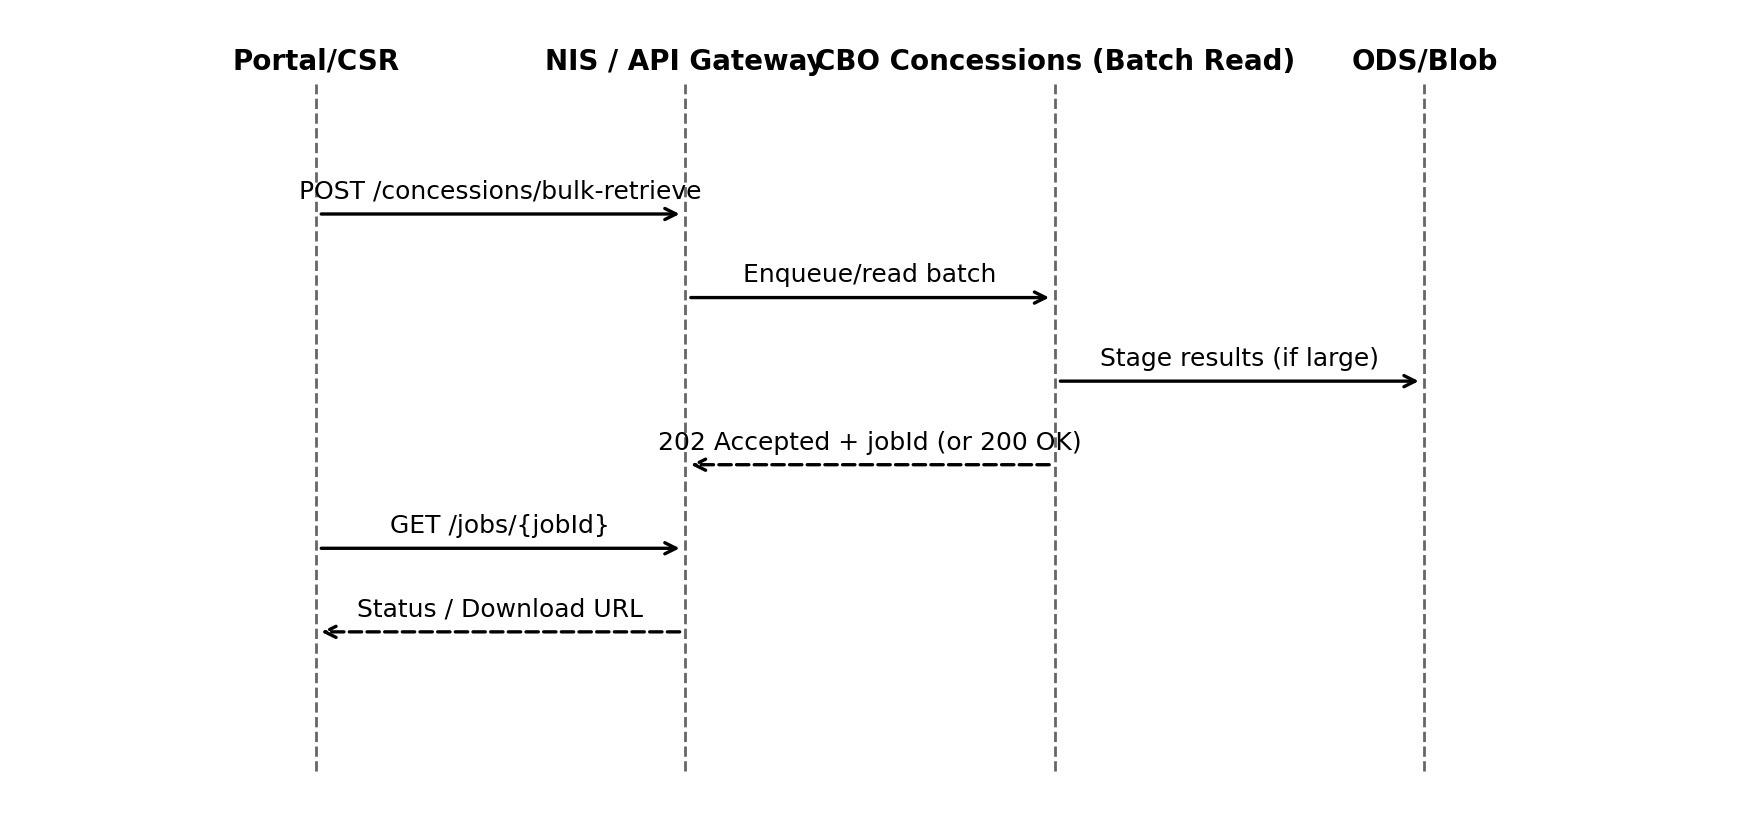 Portal/CSR
NIS / API Gateway
CBO Concessions (Batch Read)
ODS/Blob
POST /concessions/bulk-retrieve
Enqueue/read batch
Stage results (if large)
202 Accepted + jobId (or 200 OK)
GET /jobs/{jobId}
Status / Download URL